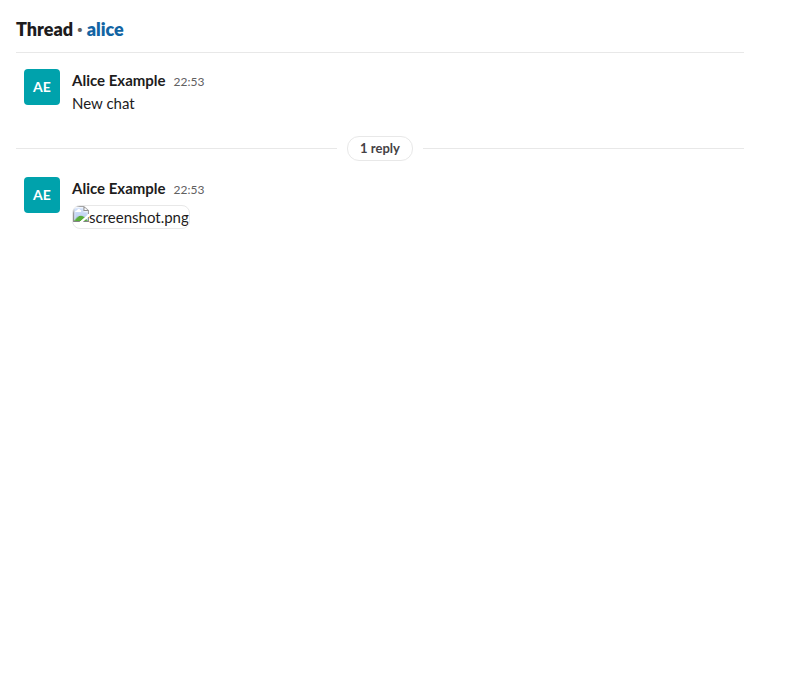 Thread • alice
AE
Alice Example 22:53
New chat
1 reply
AE
Alice Example 22:53
screenshot.png